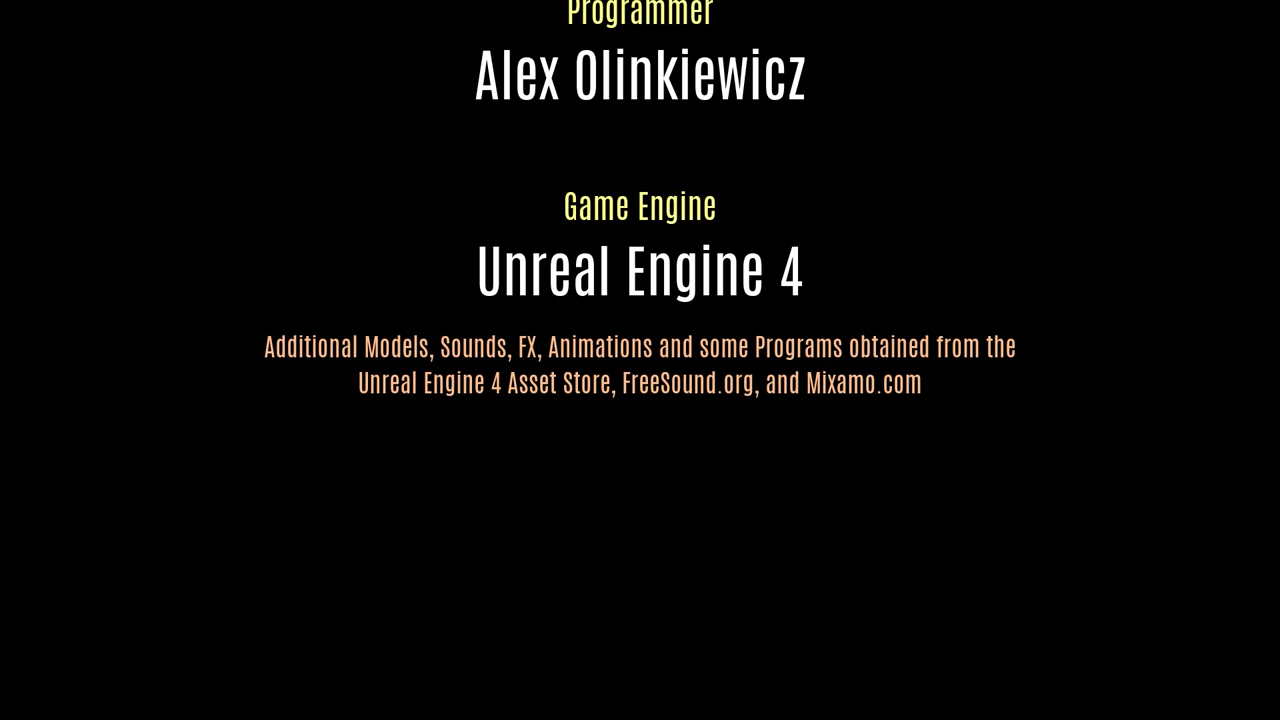 Programmer
Alex Olinkiewicz
Game Engine
Unreal Engine 4
Additional Models, Sounds, FX, Animations and some Programs obtained from the
Unreal Engine 4 Asset Store, FreeSound.org, and Mixamo.com